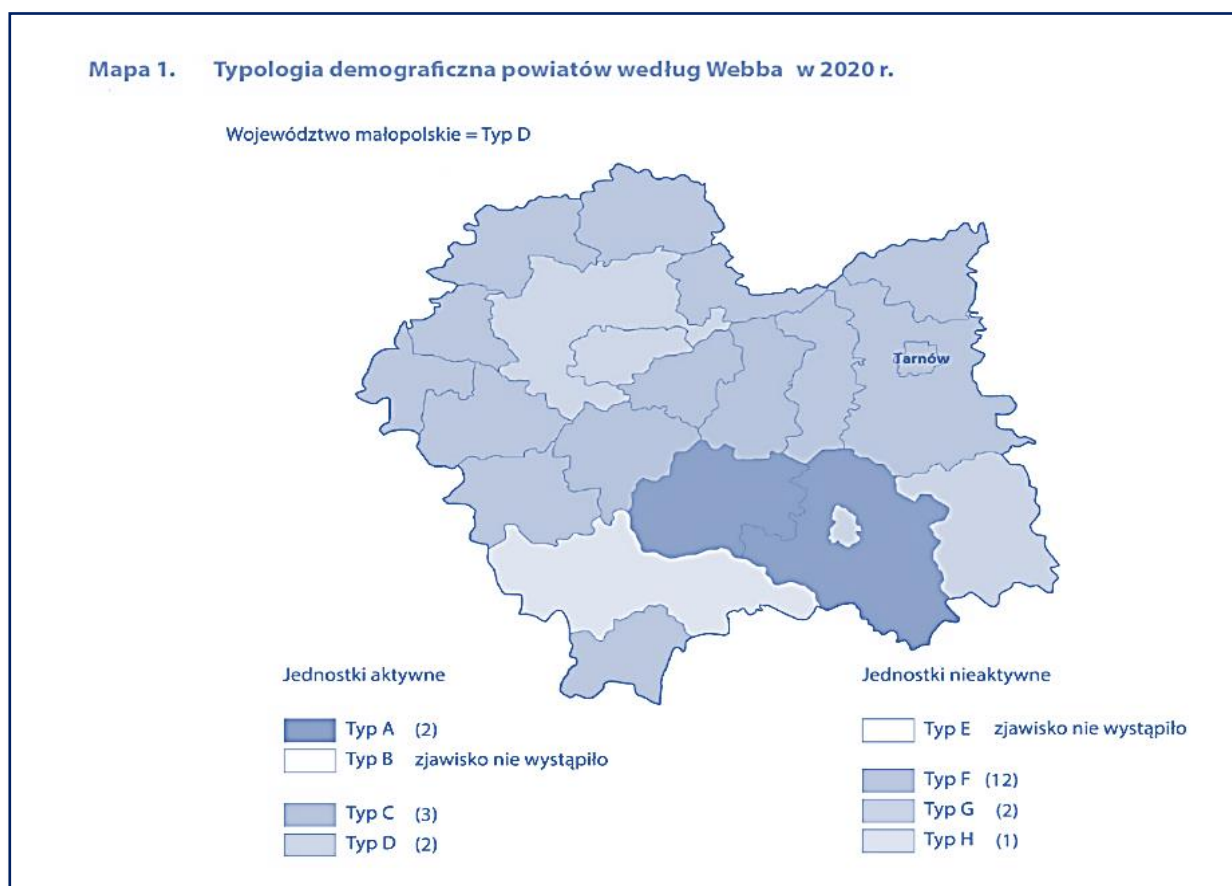 Mapa 1. Typologia demograficzna powiatów według Webba w 2020 r.
Województwo małopolskie = Typ D
Tarnów
Jednostki aktywne
Typ A (2)
Typ B zjawisko nie wystąpiło
Typ C (3)
Typ D (2)
Jednostki nieaktywne
Typ E zjawisko nie wystąpiło
Typ F (12)
Typ G (2)
Typ H (1)